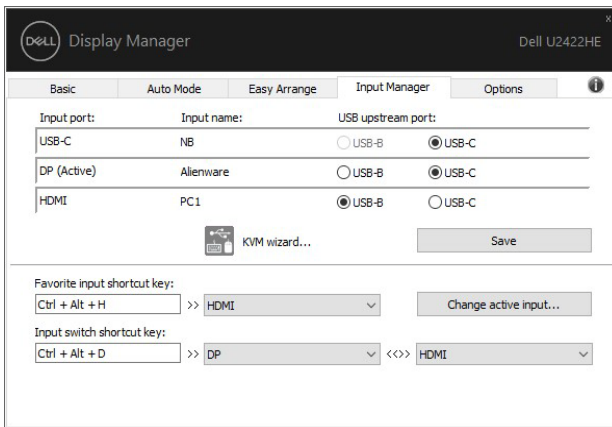 x
DELL Display Manager Dell U2422HE
Basic Auto Mode Easy Arrange Input Manager Options i
Input port: Input name: USB upstream port:
USB-C NB USB-B USB-C
DP (Active) Alienware USB-B USB-C
HDMI PC1 USB-B USB-C
KVM wizard... Save
Favorite input shortcut key:
Ctrl + Alt + H >> HDMI Change active input...
Input switch shortcut key:
Ctrl + Alt + D >> DP <<>> HDMI